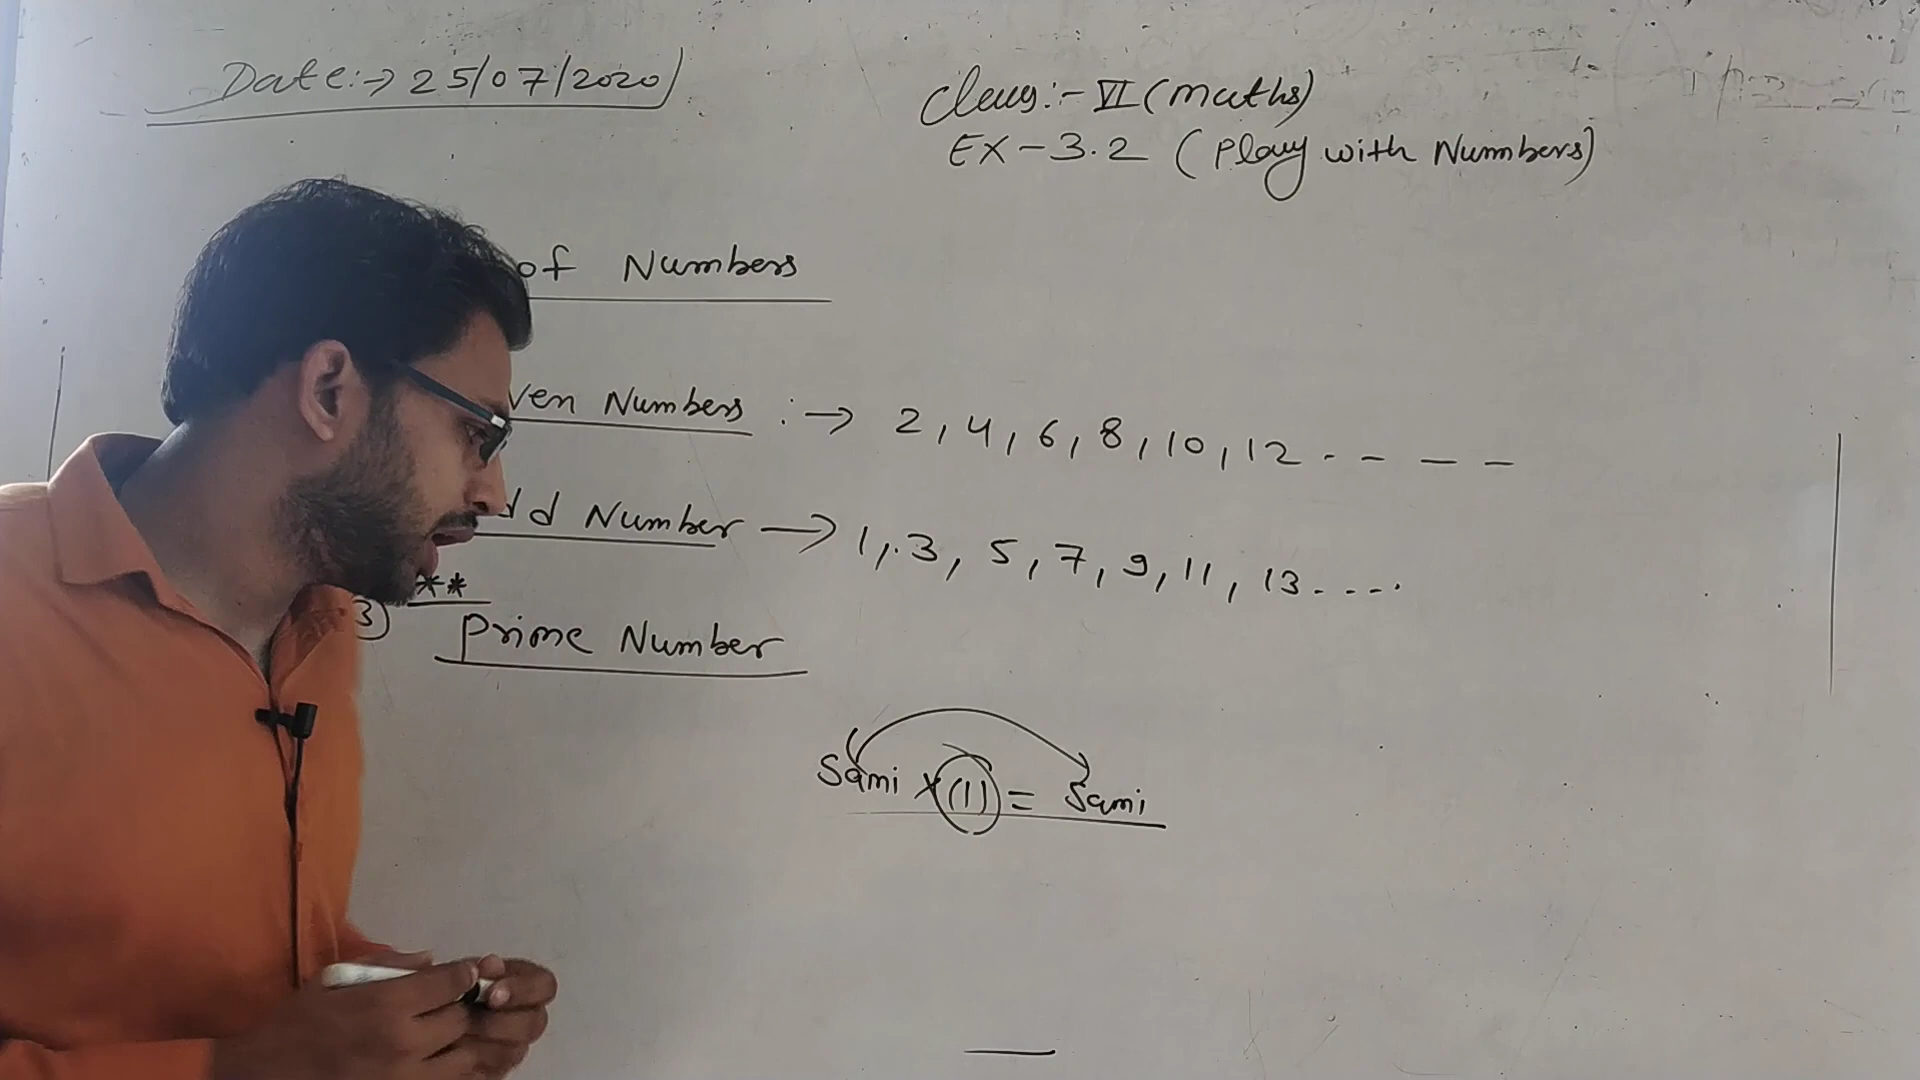 Date:→ 25/07/2020
Class:- VI (Maths)
EX-3.2 (Play with Numbers)
of Numbers
ven Numbers :→ 2, 4, 6, 8, 10, 12 - - - -
dd Number → 1, 3, 5, 7, 9, 11, 13.....
**
3) Prime Number
Sami × (1) = Sami